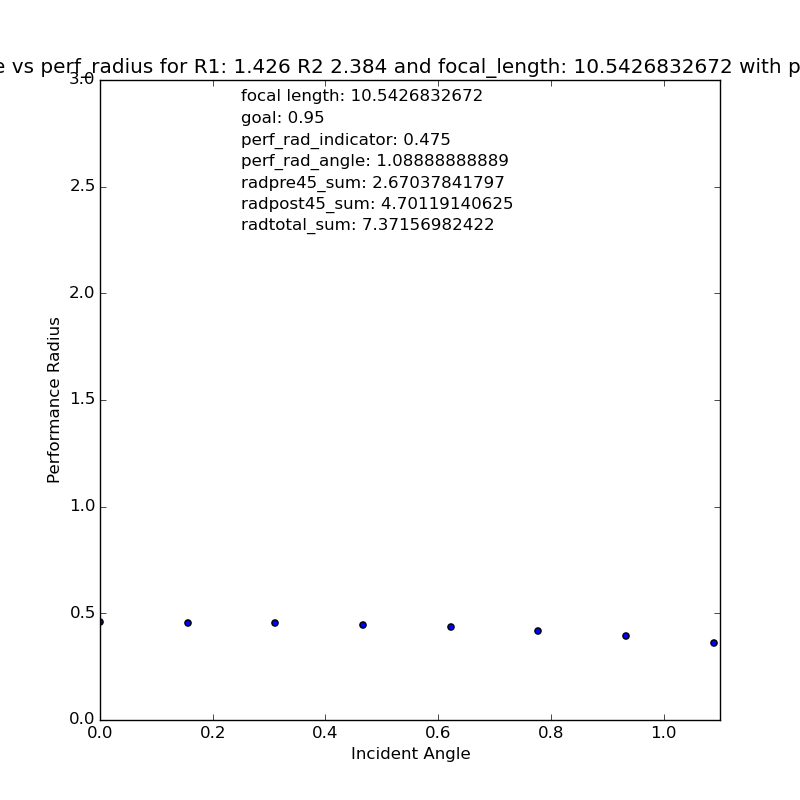 e vs perf_radius for R1: 1.426 R2 2.384 and focal_length: 10.5426832672 with p
3.0
focal length: 10.5426832672
goal: 0.95
perf_rad_indicator: 0.475
perf_rad_angle: 1.08888888889
radpre45_sum: 2.67037841797
radpost45_sum: 4.70119140625
radtotal_sum: 7.37156982422
2.5
2.0
1.5
1.0
0.5
0.0
Performance Radius
0.0 0.2 0.4 0.6 0.8 1.0
Incident Angle